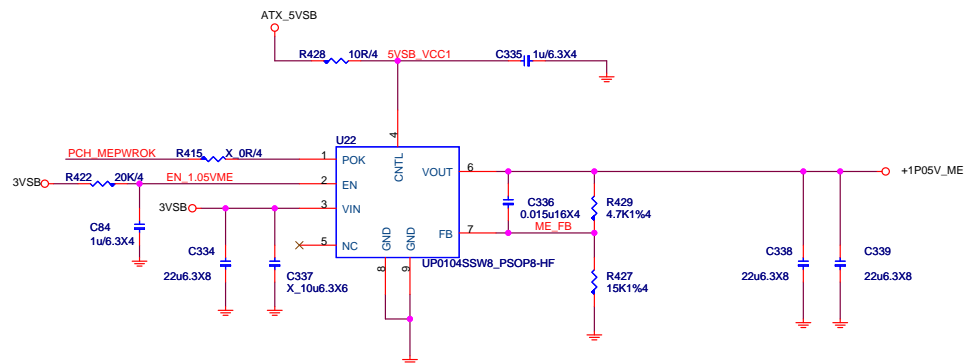 ATX_5VSB
R428
10R/4
5VSB_VCC1
C335
1u/6.3X4
U22
4
CNTL
PCH_MEPWROK
R415
X_0R/4
1
POK
VOUT
6
+1P05V_ME
3VSB
R422
20K/4
EN_1.05VME
2
EN
3VSB
3
VIN
C336
0.015u16X4
R429
4.7K1%4
C84
1u/6.3X4
5
NC
GND
GND
FB
7
ME_FB
C334
22u6.3X8
C337
X_10u6.3X6
8
9
UP0104SSW8_PSOP8-HF
R427
15K1%4
C338
22u6.3X8
C339
22u6.3X8